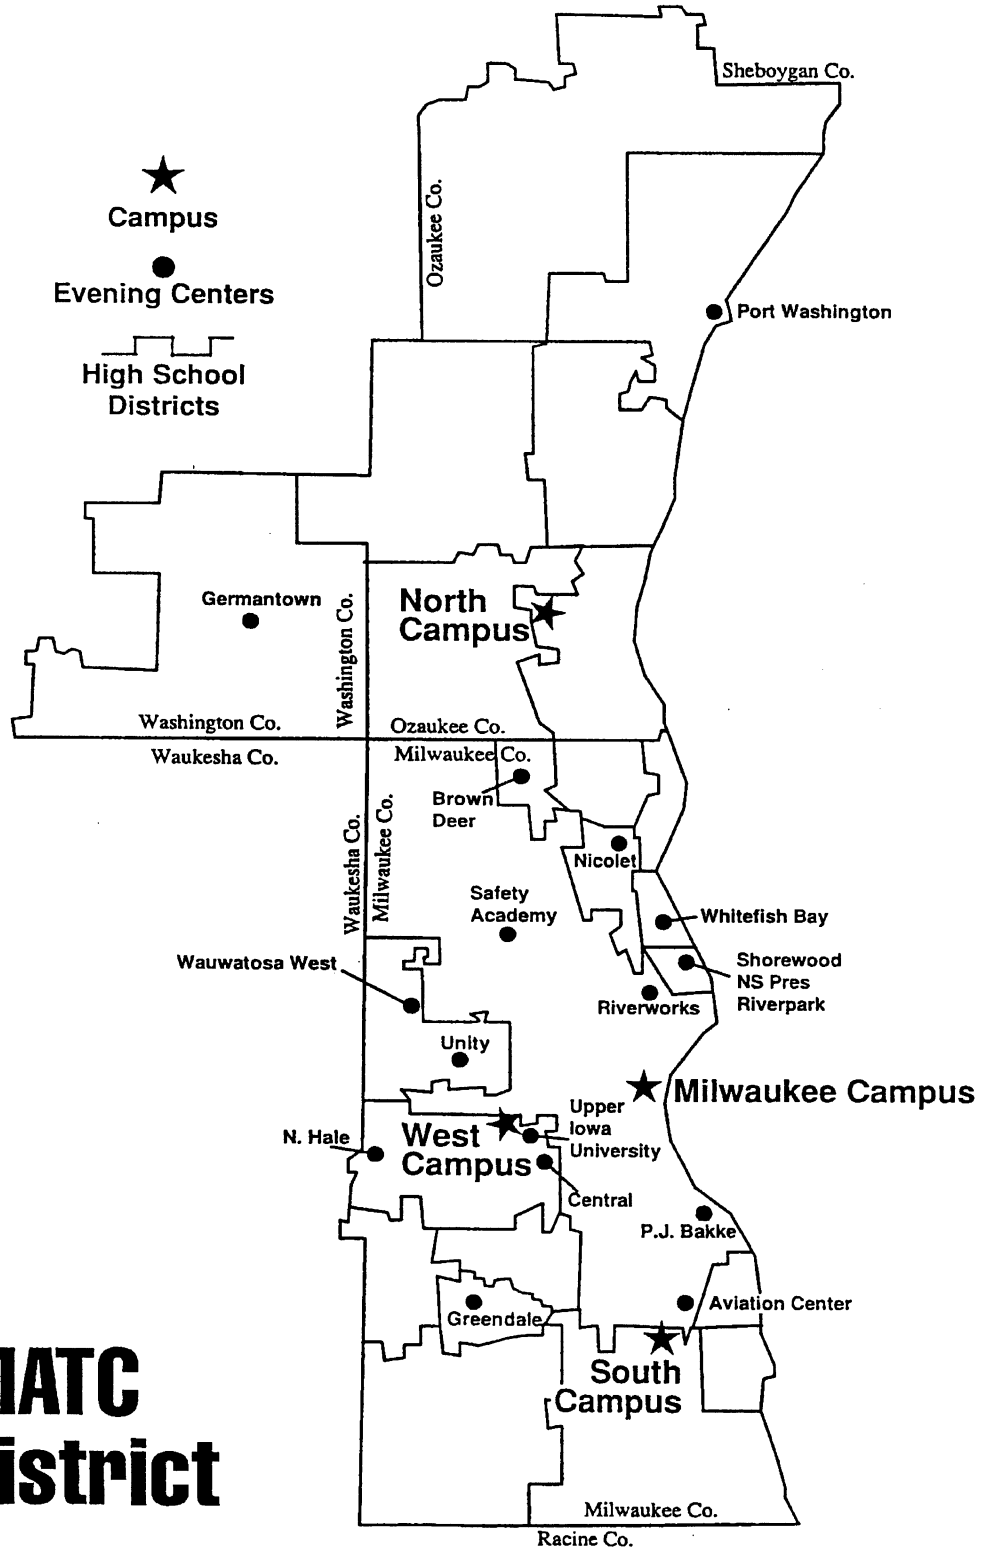 Sheboygan Co.
Ozaukee Co.
Campus
Evening Centers
High School
Districts
Port Washington
Germantown
North
Campus
Washington Co.
Washington Co.
Ozaukee Co.
Waukesha Co.
Milwaukee Co.
Brown
Deer
Waukesha Co.
Milwaukee Co.
Nicolet
Safety
Academy
Whitefish Bay
Wauwatosa West
Shorewood
NS Pres
Riverpark
Riverworks
Unity
Milwaukee Campus
Upper
Iowa
University
N. Hale
West
Campus
Central
P.J. Bakke
Greendale
Aviation Center
South
Campus
IATC
istrict
Milwaukee Co.
Racine Co.